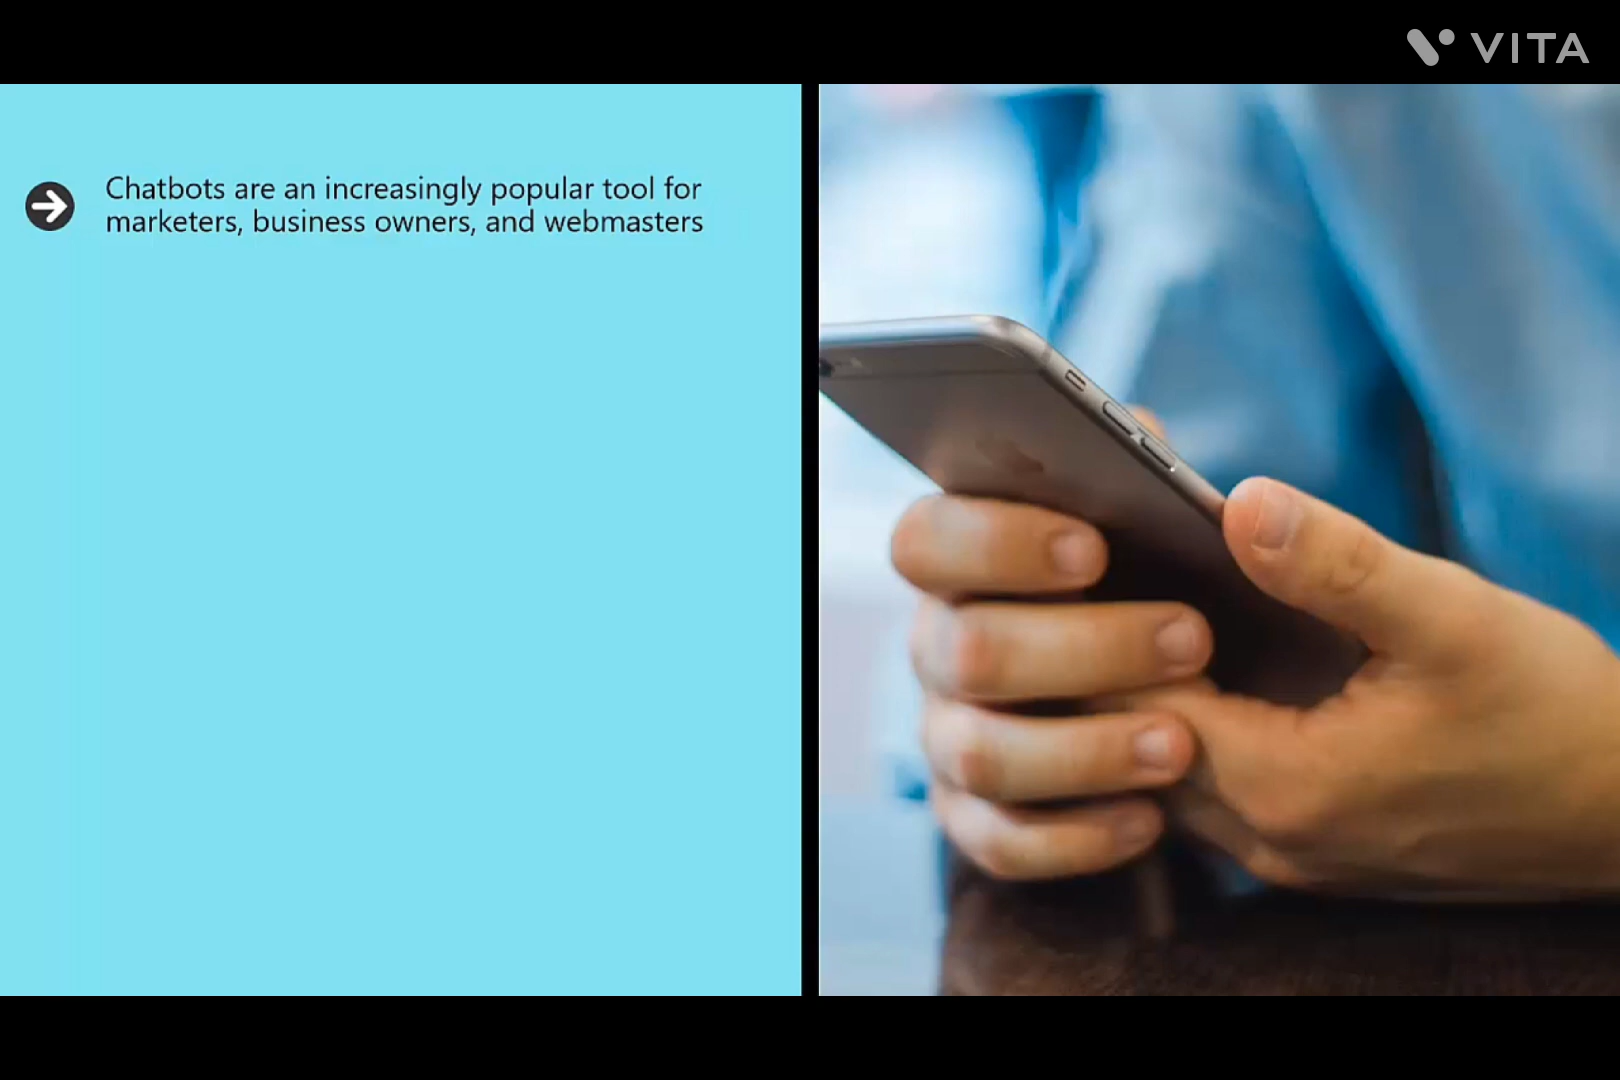 VITA
Chatbots are an increasingly popular tool for
marketers, business owners, and webmasters